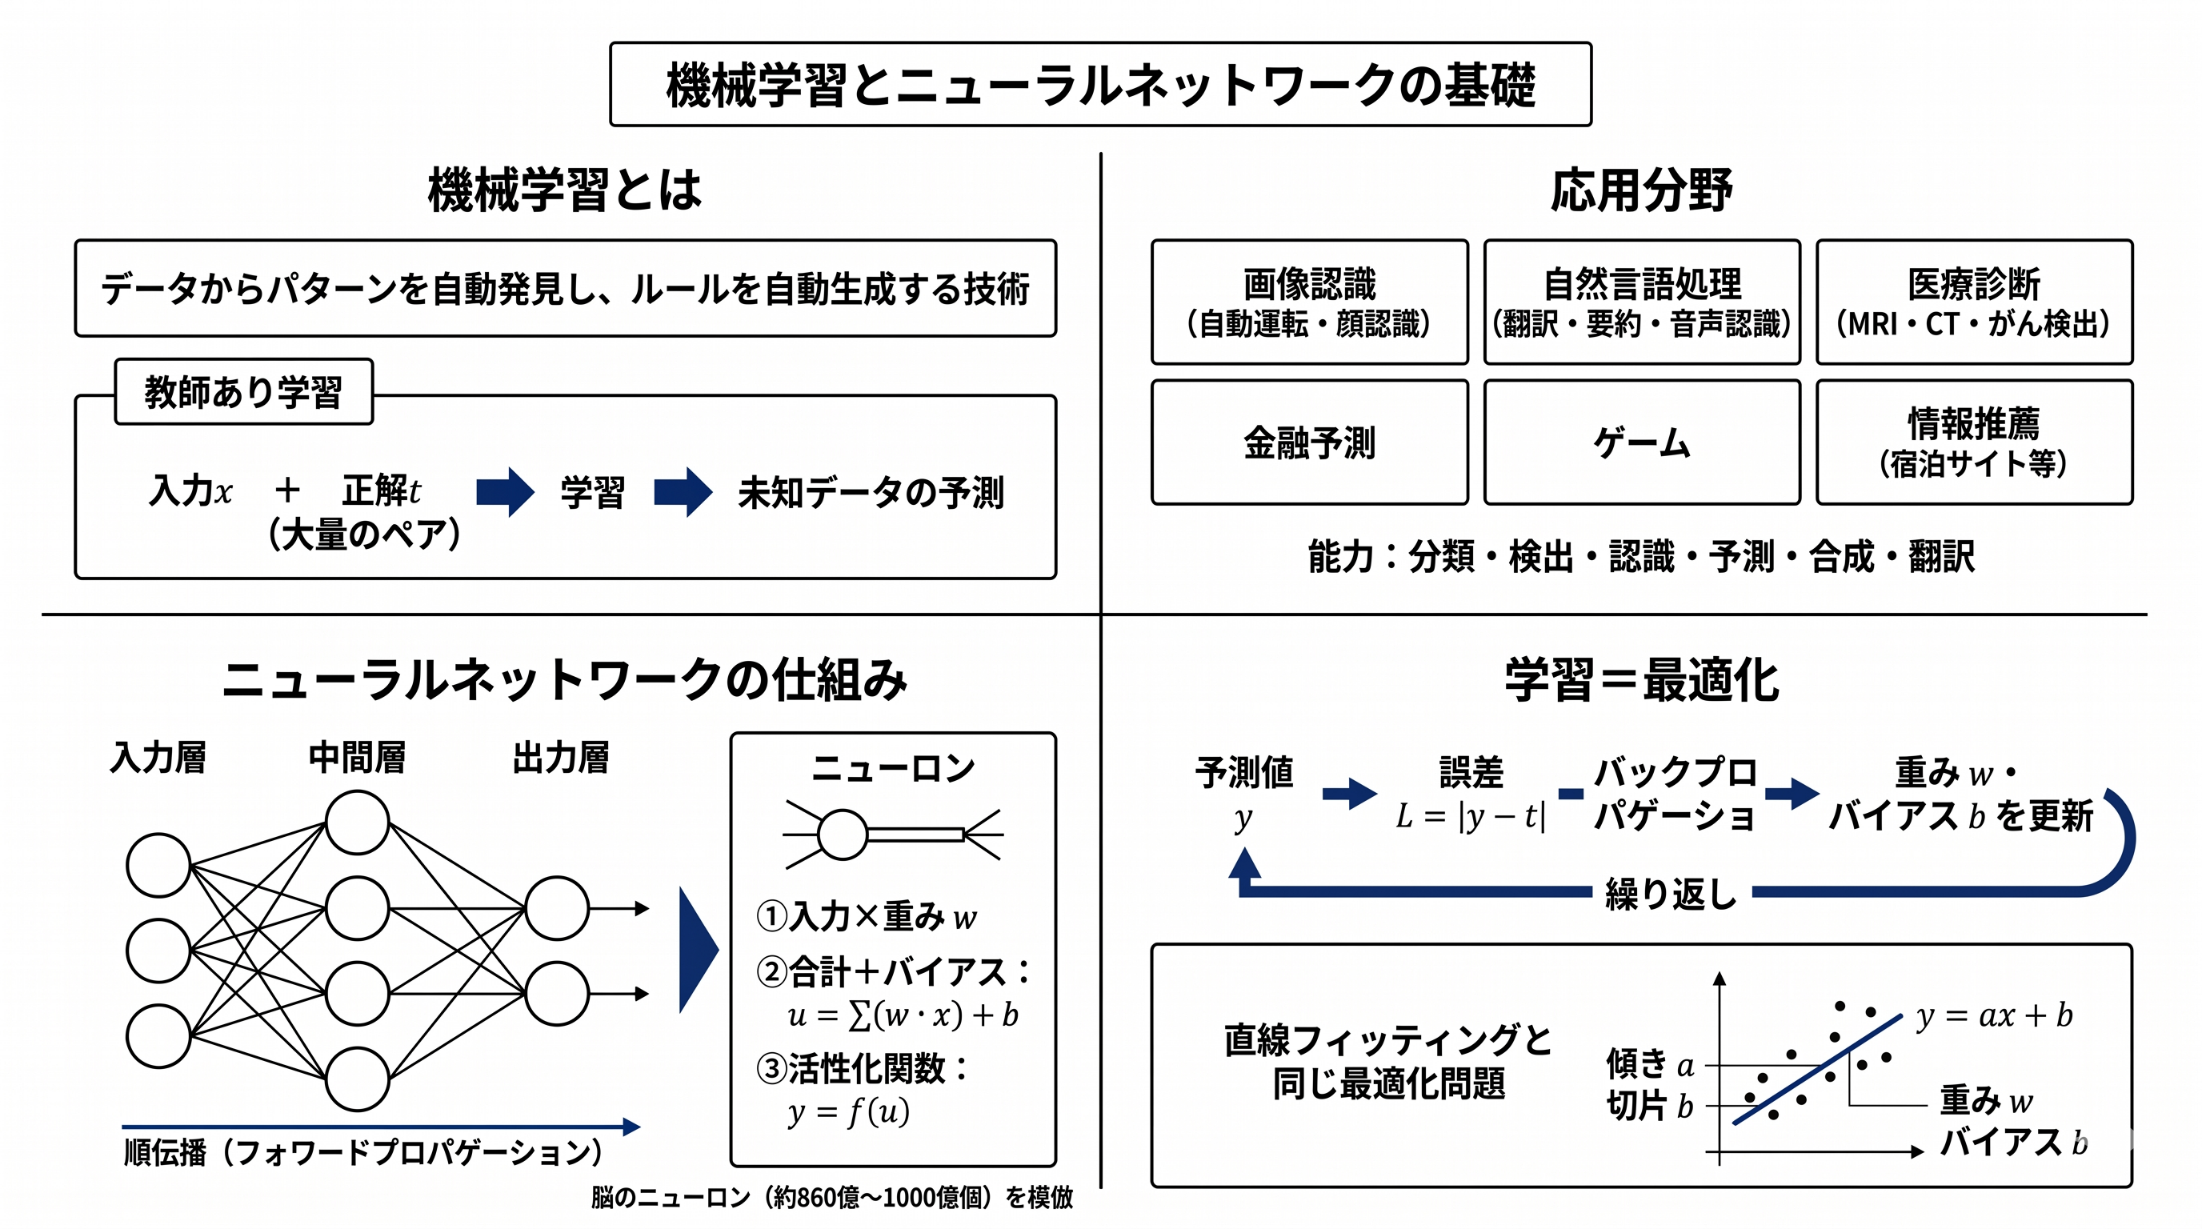 機械学習とニューラルネットワークの基礎
機械学習とは
データからパターンを自動発見し、ルールを自動生成する技術
教師あり学習
入力x + 正解t
（大量のペア）
学習
未知データの予測
応用分野
画像認識
（自動運転・顔認識）
自然言語処理
（翻訳・要約・音声認識）
医療診断
（MRI・CT・がん検出）
金融予測
ゲーム
情報推薦
（宿泊サイト等）
能力：分類・検出・認識・予測・合成・翻訳
ニューラルネットワークの仕組み
入力層
中間層
出力層
順伝播（フォワードプロパゲーション）
ニューロン
①入力×重み w
②合計＋バイアス：
u = ∑(w · x) + b
③活性化関数：
y = f(u)
脳のニューロン（約860億〜1000億個）を模倣
学習＝最適化
予測値
y
誤差
L = |y − t|
バックプロ
パゲーショ
重み w・
バイアス b を更新
繰り返し
直線フィッティングと
同じ最適化問題
y = ax + b
傾き a
切片 b
重み w
バイアス b